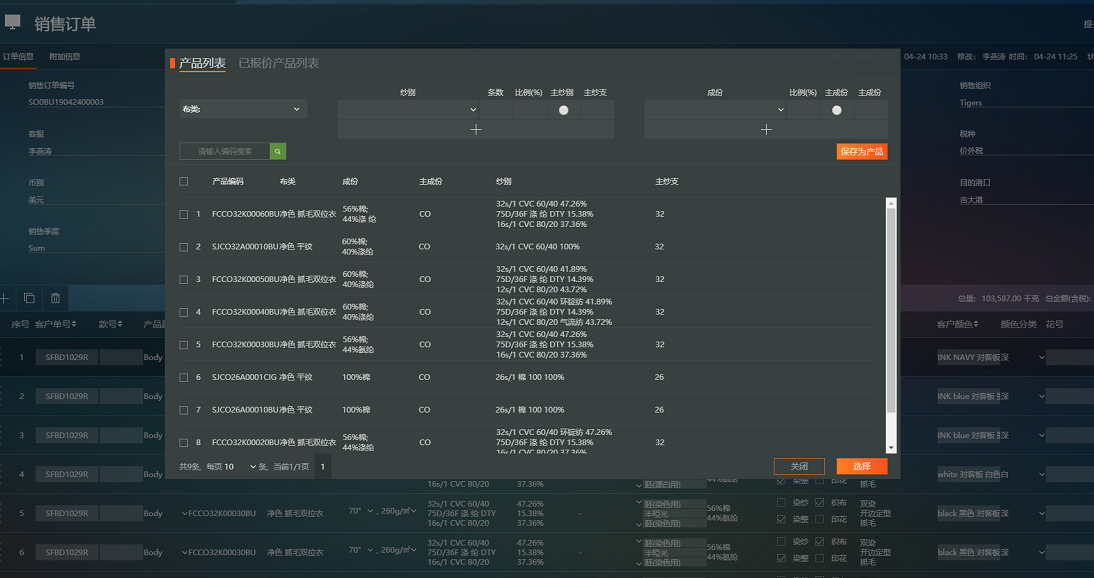 销售订单
订单信息 附加信息
04-24 10:33 修改: 李燕涛 时间: 04-24 11:25
销售订单编号
SO0BU19042400003
客服
李燕涛
币别
美元
销售季度
Sum
销售组织
Tigers
税种
价外税
目的港口
吉大港
产品列表 已报价产品列表
布类:
纱别 条数 比例(%) 主纱别 主纱支
成份 比例(%) 主成份 主成份
请输入编码搜索
保存为产品
产品编码 布类 成份 主成份 纱别 主纱支
1 FCCO32K00060BU 净色 抓毛双位衣 56%棉; 44%涤 纶 CO 32s/1 CVC 60/40 47.26% 75D/36F 涤 纶 DTY 15.38% 16s/1 CVC 80/20 37.36% 32
2 SJCO32A00010BU 净色 平纹 60%棉; 40%涤纶 CO 32s/1 CVC 60/40 100% 32
3 FCCO32K00050BU 净色 抓毛双位衣 60%棉; 40%涤纶 CO 32s/1 CVC 60/40 41.89% 75D/36F 涤 纶 DTY 14.39% 12s/1 CVC 80/20 43.72% 32
4 FCCO32K00040BU 净色 抓毛双位衣 60%棉; 40%涤纶 CO 32s/1 CVC 60/40 环锭纺 41.89% 75D/36F 涤 纶 DTY 14.39% 12s/1 CVC 80/20 气流纺 43.72% 32
5 FCCO32K00030BU 净色 抓毛双位衣 56%棉; 44%氨纶 CO 32s/1 CVC 60/40 47.26% 75D/36F 涤 纶 DTY 15.38% 16s/1 CVC 80/20 37.36% 32
6 SJCO26A0001CIG 净色 平纹 100%棉 CO 26s/1 棉 100 100% 26
7 SJCO26A00010BU 净色 平纹 100%棉 CO 26s/1 棉 100 100% 26
8 FCCO32K00020BU 净色 抓毛双位衣 56%棉; 44%涤纶 CO 32s/1 CVC 60/40 环锭纺 47.26% 75D/36F 涤 纶 DTY 15.38% 16s/1 CVC 80/20 37.36% 32
共9条, 每页 10 条, 当前1/1页 1
关闭 选择
总量: 103,587.00 千克 总金额(含税):
序号 客户单号 款号 客户颜色 颜色分类 花号
1 SFBD1029R Body INK NAVY 对客板 深
2 SFBD1029R Body INK blue 对客板 深
3 SFBD1029R Body INK blue 对客板 深
4 SFBD1029R Body white 对客板 白色 白
16s/1 CVC 80/20 37.36% 胚(漂白用) 44%氨纶 染整 印花 抓毛
5 SFBD1029R Body FCCO32K00030BU 净色 抓毛双位衣 70" - 260g/㎡ 32s/1 CVC 60/40 47.26% 75D/36F 涤 纶 DTY 15.38% 16s/1 CVC 80/20 37.36% - 胚(染色用) 半哑光 胚(染色用) 56%棉 44%氨纶 染纱 织布 染整 印花 双染 开边定型 抓毛 black 黑色 对客板 深
6 SFBD1029R Body FCCO32K00030BU 净色 抓毛双位衣 70" - 260g/㎡ 32s/1 CVC 60/40 47.26% 75D/36F 涤 纶 DTY 15.38% 16s/1 CVC 80/20 37.36% - 胚(染色用) 半哑光 胚(染色用) 56%棉 44%氨纶 染纱 织布 染整 印花 双染 开边定型 抓毛 black 黑色 对客板 深